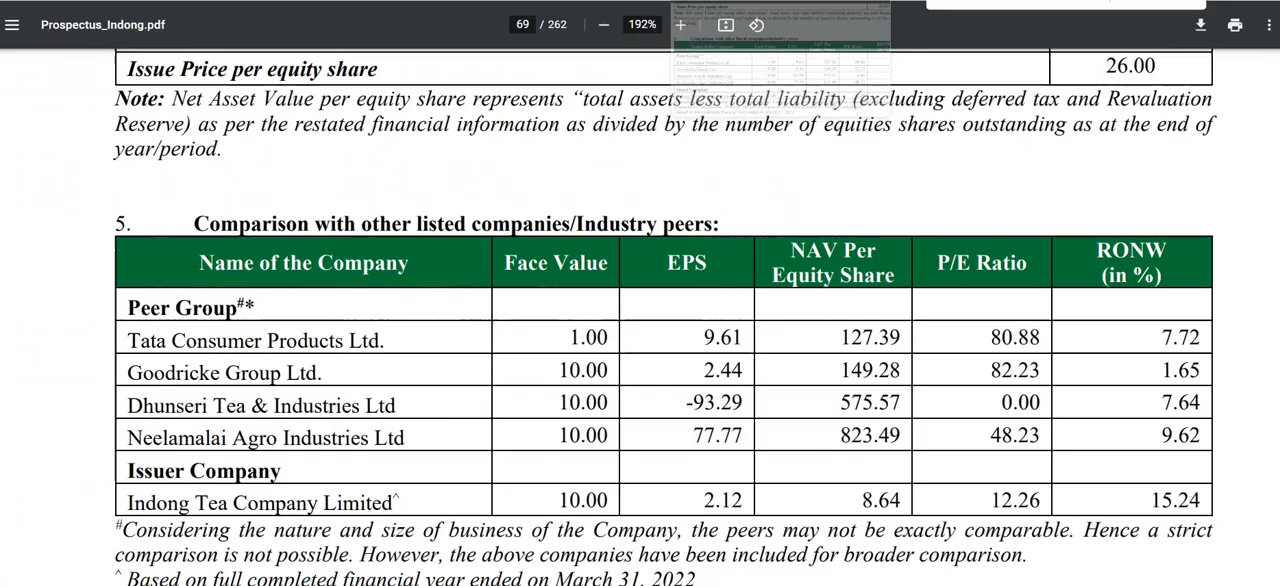 Prospectus_Indong.pdf
69 / 262
192%
Issue Price per equity share 26.00
Note: Net Asset Value per equity share represents “total assets less total liability (excluding deferred tax and Revaluation
Reserve) as per the restated financial information as divided by the number of equities shares outstanding as at the end of
year/period.
5. Comparison with other listed companies/Industry peers:
Name of the Company Face Value EPS NAV Per Equity Share P/E Ratio RONW (in %)
Peer Group#*
Tata Consumer Products Ltd. 1.00 9.61 127.39 80.88 7.72
Goodricke Group Ltd. 10.00 2.44 149.28 82.23 1.65
Dhunseri Tea & Industries Ltd 10.00 -93.29 575.57 0.00 7.64
Neelamalai Agro Industries Ltd 10.00 77.77 823.49 48.23 9.62
Issuer Company
Indong Tea Company Limited^ 10.00 2.12 8.64 12.26 15.24
#Considering the nature and size of business of the Company, the peers may not be exactly comparable. Hence a strict
comparison is not possible. However, the above companies have been included for broader comparison.
^ Based on full completed financial year ended on March 31, 2022